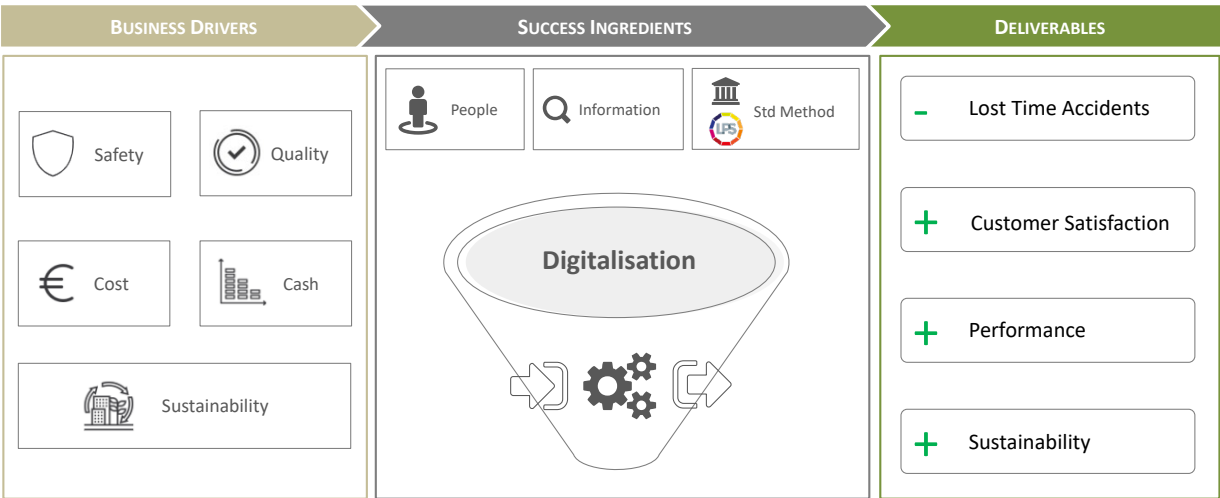 BUSINESS DRIVERS
SUCCESS INGREDIENTS
DELIVERABLES
Safety
Quality
€
Cost
Cash
Sustainability
People
Information
LPS
Std Method
Digitalisation
- Lost Time Accidents
+ Customer Satisfaction
+ Performance
+ Sustainability